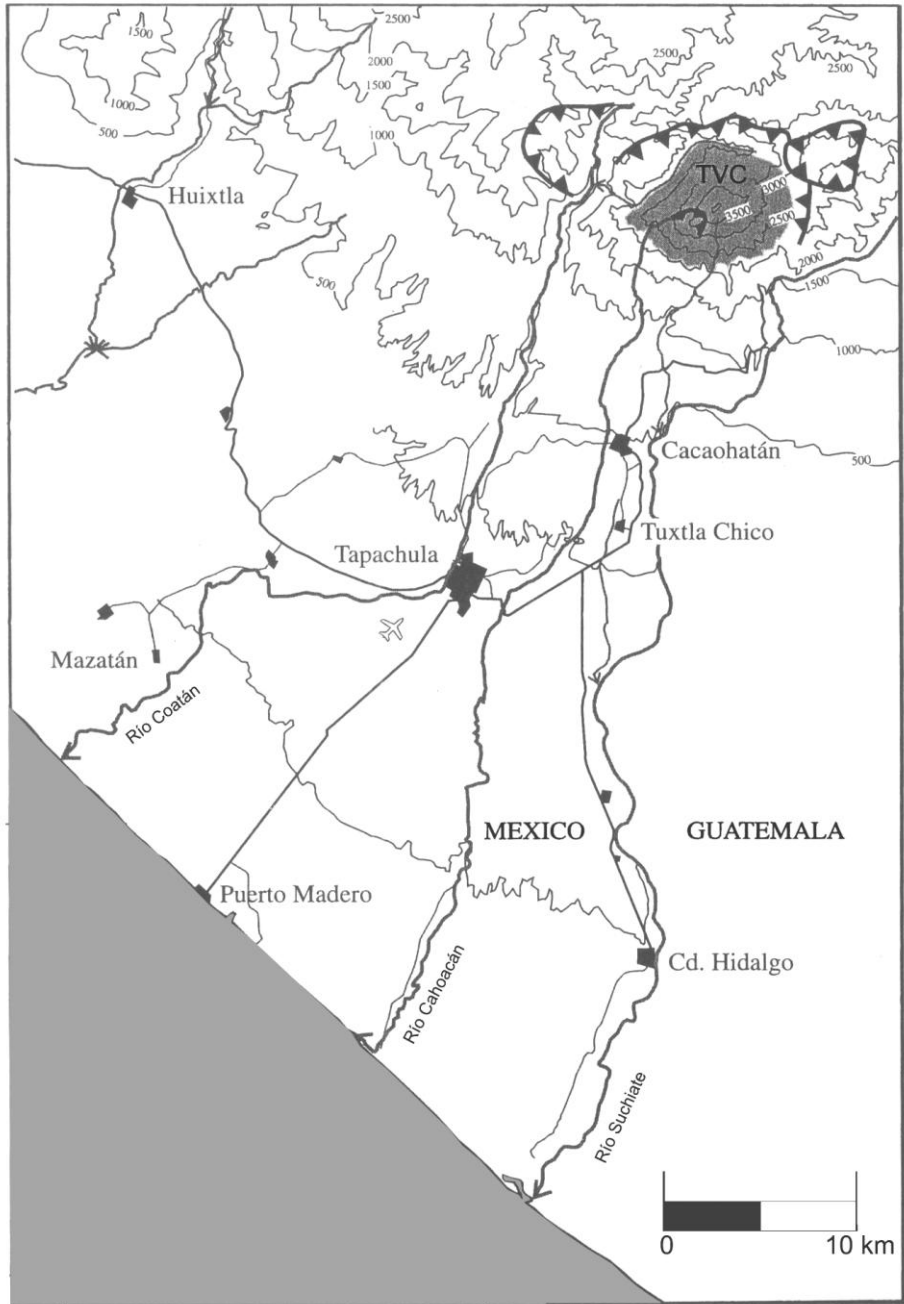 1500
2500
2000
1500
1000
500
1000
2500
2500
TVC
3000
3500
2500
2000
1500
Huixtla
500
1000
Cacaohatán
500
Tuxtla Chico
Tapachula
Mazatán
Río Coatán
MEXICO
GUATEMALA
Puerto Madero
Cd. Hidalgo
Río Cahoacán
Río Suchiate
0
10 km